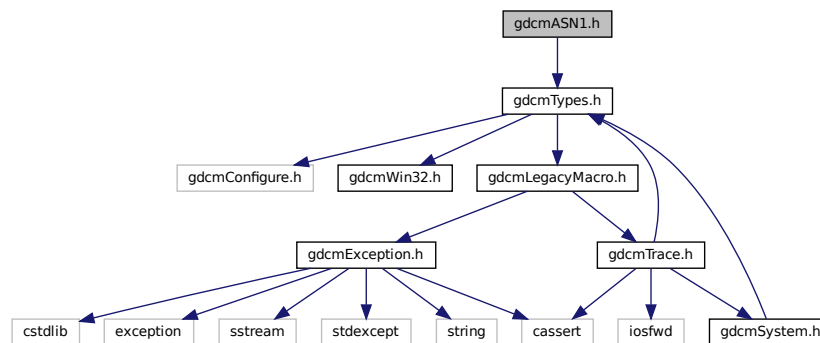 gdcmASN1.h
gdcmTypes.h
gdcmConfigure.h
gdcmWin32.h
gdcmLegacyMacro.h
gdcmException.h
gdcmTrace.h
cstdlib
exception
sstream
stdexcept
string
cassert
iosfwd
gdcmSystem.h